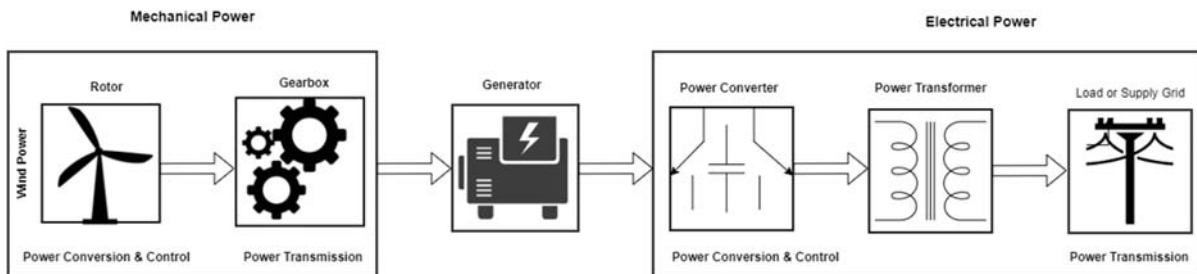 Mechanical Power
Electrical Power
Wind Power
Rotor
Gearbox
Generator
Power Converter
Power Transformer
Load or Supply Grid
Power Conversion & Control
Power Transmission
Power Conversion & Control
Power Transmission